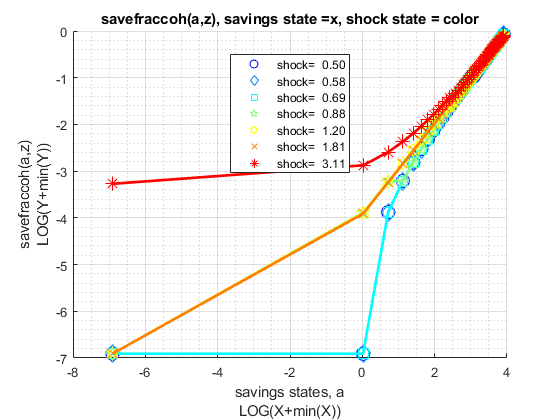 savefraccoh(a,z), savings state =x, shock state = color
0
-1
-2
-3
-4
-5
-6
-7
savefraccoh(a,z)
LOG(Y+min(Y))
shock= 0.50
shock= 0.58
shock= 0.69
shock= 0.88
shock= 1.20
shock= 1.81
shock= 3.11
-8
-6
-4
-2
0
2
4
savings states, a
LOG(X+min(X))